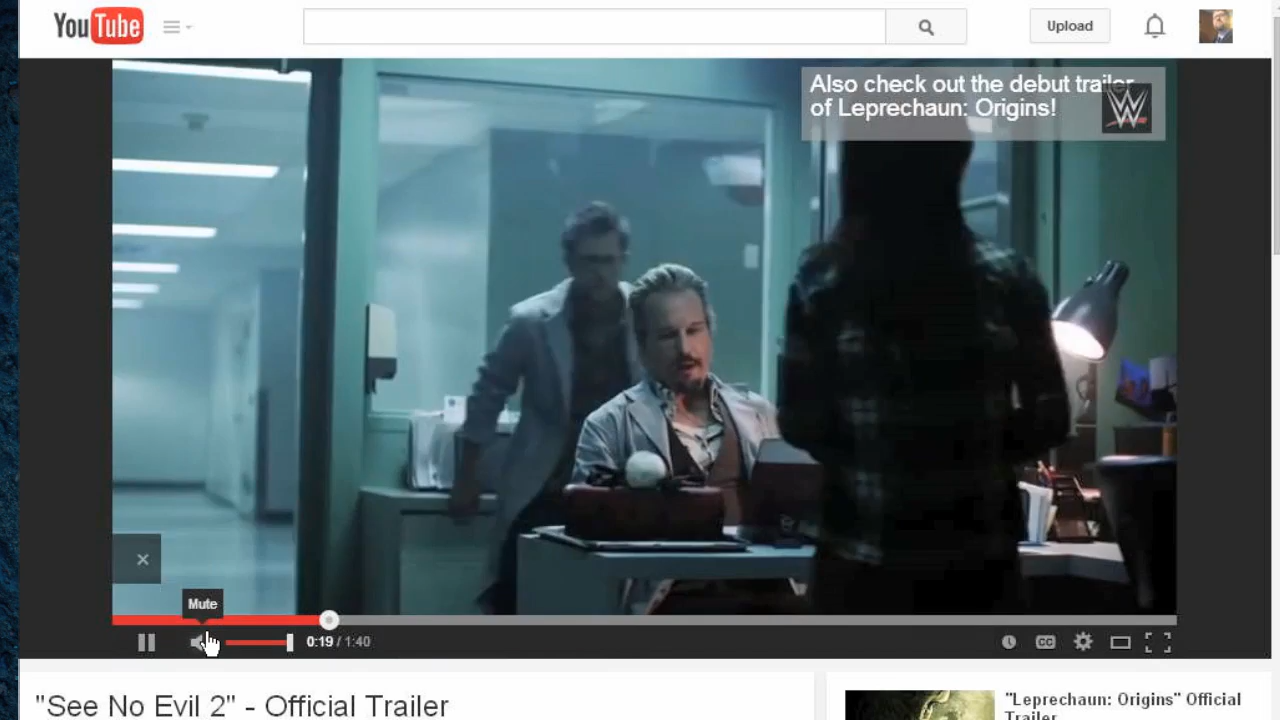 YouTube
Upload
Also check out the debut trailer
of Leprechaun: Origins!
W
Mute
0:19 / 1:40
CC
"See No Evil 2" - Official Trailer
"Leprechaun: Origins" Official
Trailer